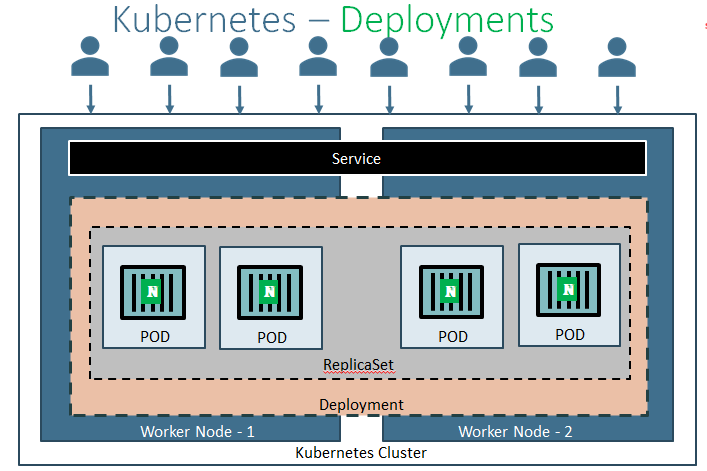 Kubernetes – Deployments
Service
N
N
N
N
POD
POD
POD
POD
ReplicaSet
Deployment
Worker Node - 1
Worker Node - 2
Kubernetes Cluster